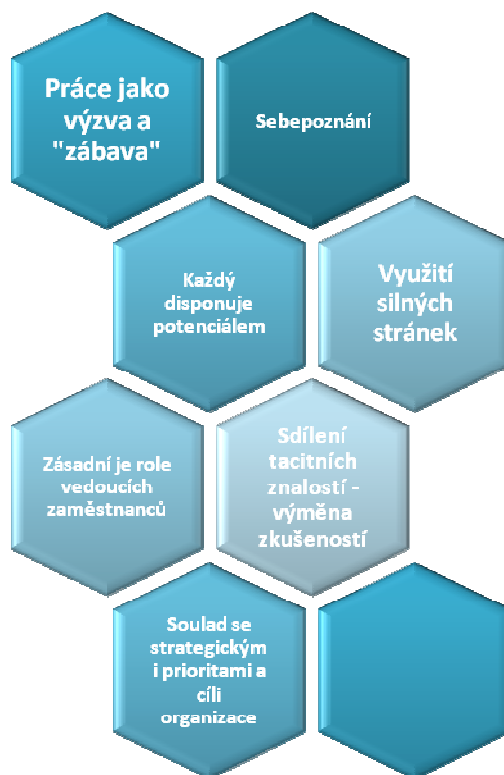 Práce jako
výzva a
"zábava"
Sebepoznání
Každý
disponuje
potenciálem
Využití
silných
stránek
Zásadní je role
vedoucích
zaměstnanců
Sdílení
tacitních
znalostí -
výměna
zkušeností
Soulad se
strategickým
i prioritami a
cíli
organizace